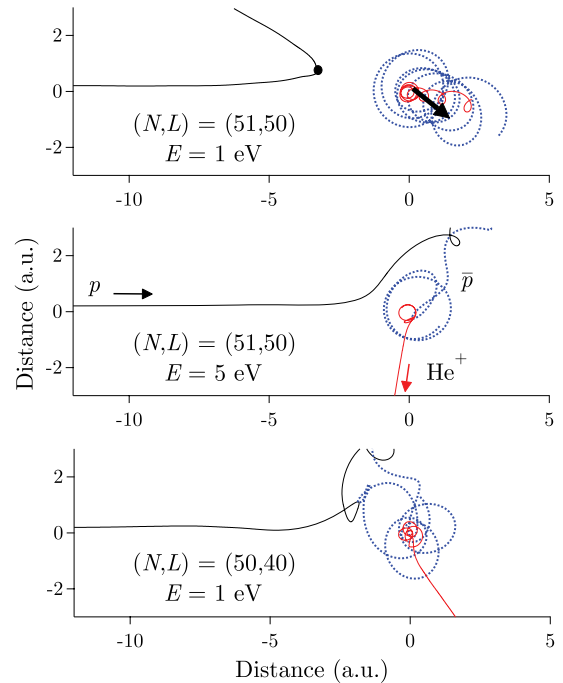 2
-2
(N,L) = (51,50)
E = 1 eV
-10 -5 0 5
Distance (a.u.)
2
p
p̅
0
(N,L) = (51,50)
E = 5 eV
-2
He+
-10 -5 0 5
2
0
(N,L) = (50,40)
E = 1 eV
-2
-10 -5 0 5
Distance (a.u.)